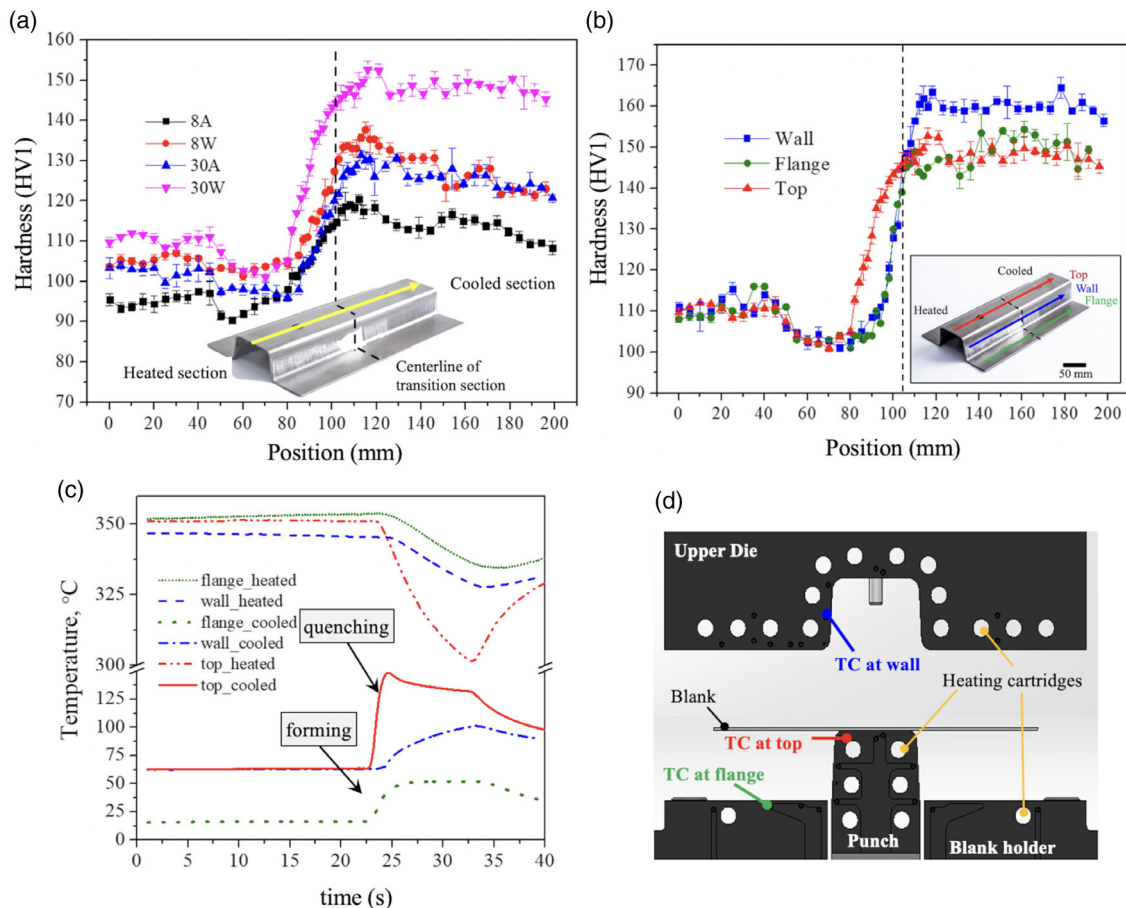 (a)
160
150
140
130
120
110
100
90
80
70
Hardness (HV1)
8A
8W
30A
30W
Heated section
Cooled section
Centerline of
transition section
0 20 40 60 80 100 120 140 160 180 200
Position (mm)
(b)
170
160
150
140
130
120
110
100
90
Hardness (HV1)
Wall
Flange
Top
Cooled
Top
Wall
Flange
Heated
50 mm
0 20 40 60 80 100 120 140 160 180 200
Position (mm)
(c)
350
325
300
125
100
75
50
25
0
Temperature, °C
flange_heated
wall_heated
flange_cooled
wall_cooled
top_heated
top_cooled
quenching
forming
0 5 10 15 20 25 30 35 40
time (s)
(d)
Upper Die
TC at wall
Heating cartridges
Blank
TC at top
TC at flange
Punch
Blank holder